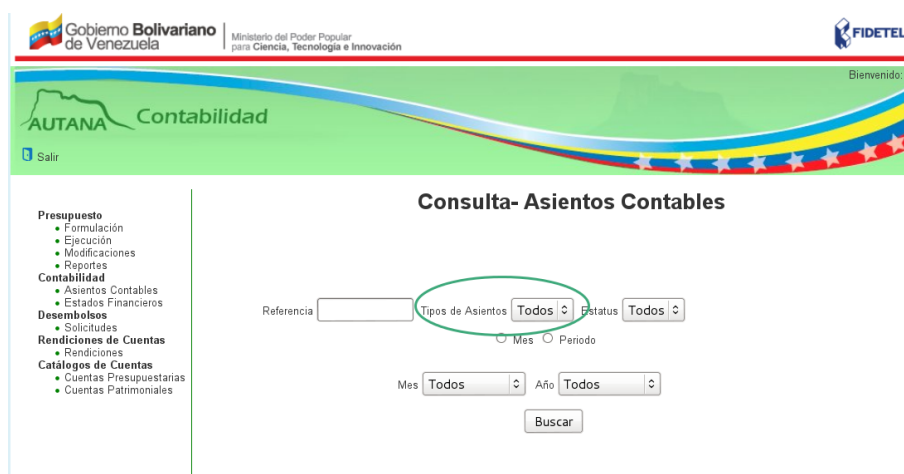 Gobierno Bolivariano
de Venezuela
Ministerio del Poder Popular
para Ciencia, Tecnología e Innovación
FIDETEL
Bienvenido:
AUTANA
Contabilidad
Salir
Consulta- Asientos Contables
Presupuesto
Formulación
Ejecución
Modificaciones
Reportes
Contabilidad
Asientos Contables
Estados Financieros
Desembolsos
Solicitudes
Rendiciones de Cuentas
Rendiciones
Catálogos de Cuentas
Cuentas Presupuestarias
Cuentas Patrimoniales
Referencia Tipos de Asientos Todos Estatus Todos
Mes Periodo
Mes Todos Año Todos
Buscar